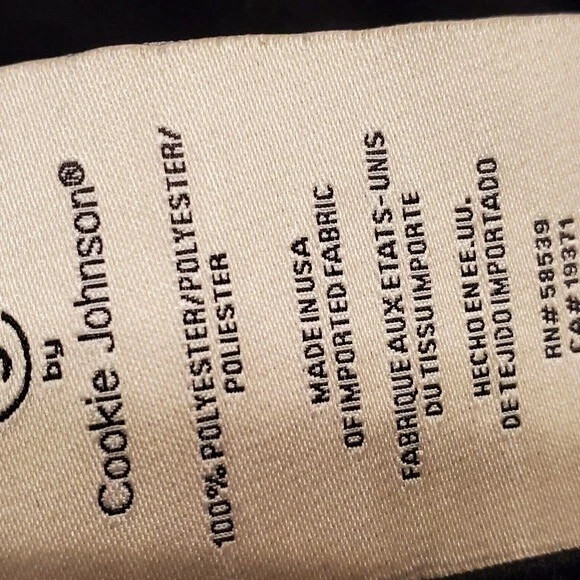 by
Cookie Johnson®
100% POLYESTER/POLYESTER/
POLIESTER
MADE IN USA
OF IMPORTED FABRIC
FABRIQUE AUX ETATS-UNIS
DU TISSU IMPORTE
HECHO EN EE.UU.
DE TEJIDO IMPORTADO
RN# 58539
CA# 19371